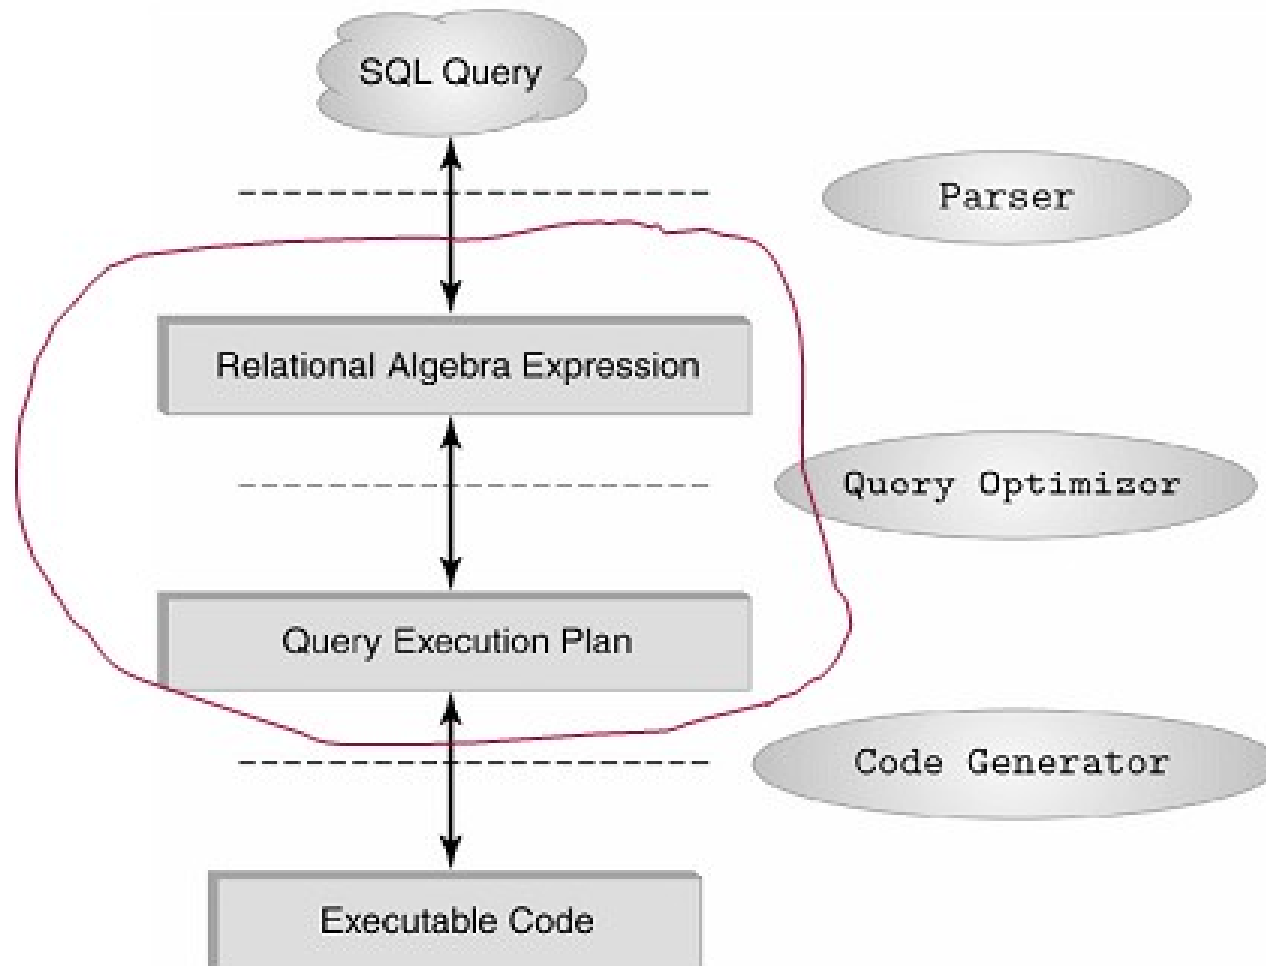 SQL Query
Parser
Relational Algebra Expression
Quory Optimizor
Query Execution Plan
Code Generator
Executable Code